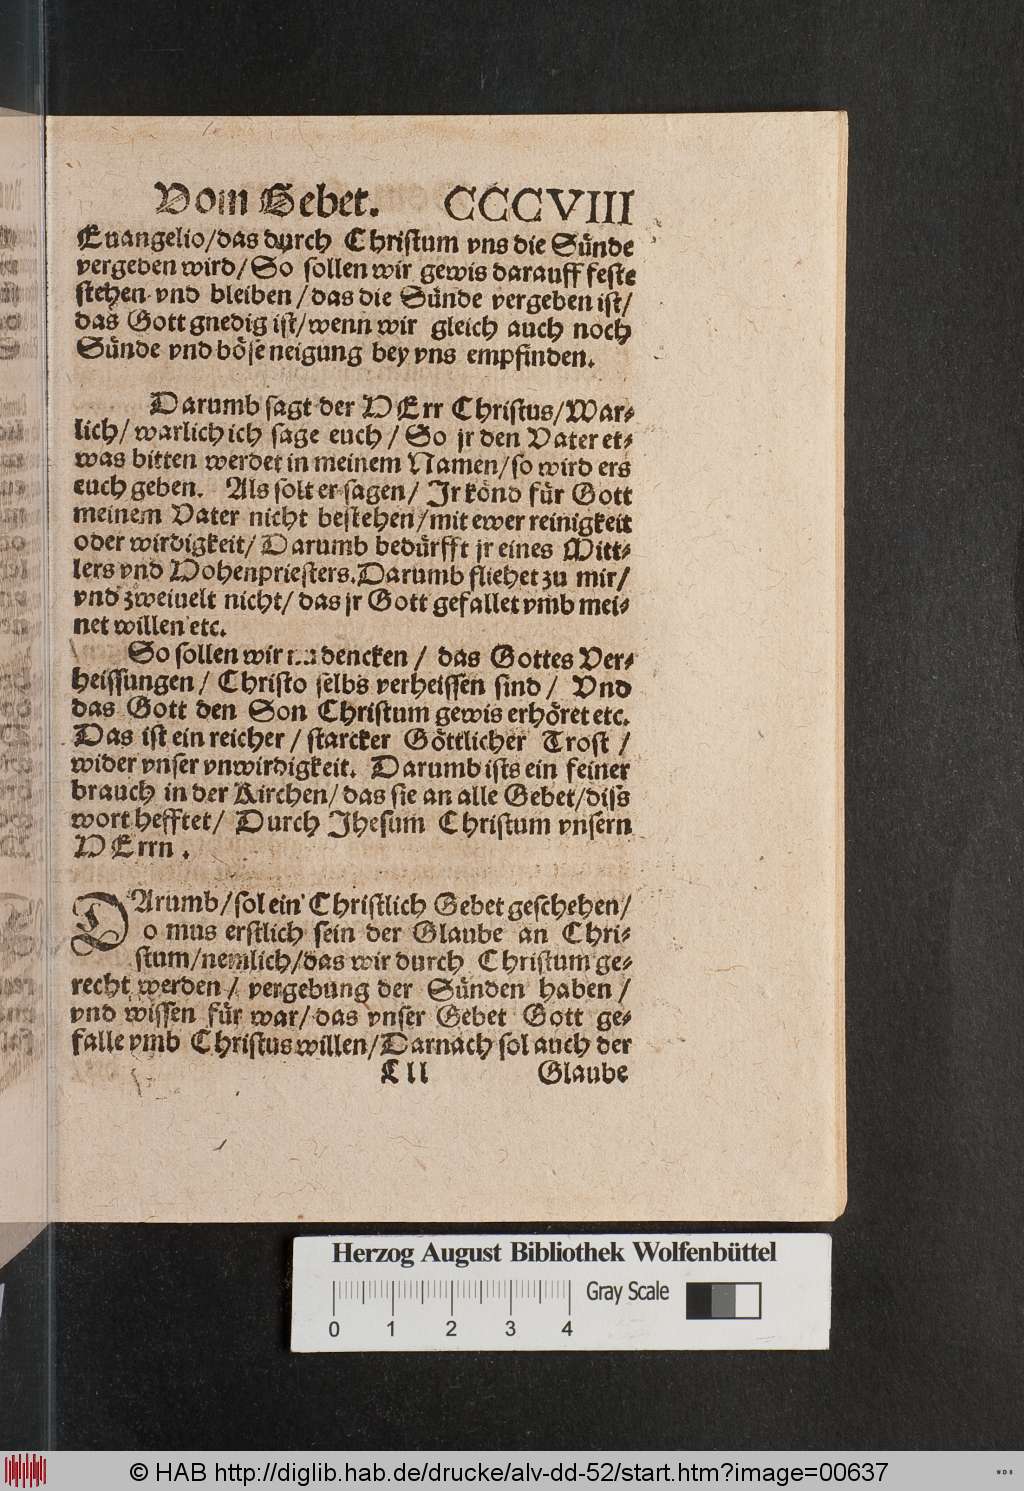 Vom Gebet. CCCVIII
Euangelio/das durch Christum vns die Sünde
vergeben wird/So sollen wir gewis darauff feste
stehen vnd bleiben/das die Sünde vergeben ist/
das Gott gnedig ist/wenn wir gleich auch noch
Sünde vnd böse neigung bey vns empfinden.
Darumb sagt der HErr Christus/War-
lich/warlich ich sage euch/So jr den Vater et-
was bitten werdet in meinem Namen/so wird ers
euch geben. Als solt er sagen/Jr könd für Gott
meinem Vater nicht bestehen/mit ewer reinigkeit
oder wirdigkeit/Darumb bedürfft jr eines Mitt-
lers vnd Hohenpriesters.Darumb fliehet zu mir/
vnd zweiuelt nicht/das jr Gott gefallet vmb mei-
net willen etc.
So sollen wir dencken/das Gottes Ver-
heissungen/Christo selbs verheissen sind/Vnd
das Gott den Son Christum gewis erhöret etc.
Das ist ein reicher/starcker Göttlicher Trost/
wider vnser vnwirdigkeit. Darumb ists ein feiner
brauch in der Kirchen/das sie an alle Gebet/diss
wort hefftet/Durch Jhesum Christum vnsern
HErrn.
DArumb/sol ein Christlich Gebet geschehen/
so mus erstlich sein der Glaube an Chri-
stum/nemlich/das wir durch Christum ge-
recht werden/vergebung der Sünden haben/
vnd wissen für war/das vnser Gebet Gott ge-
falle vmb Christus willen/Darnach sol auch der
Lll Glaube
Herzog August Bibliothek Wolfenbüttel
Gray Scale
0 1 2 3 4
© HAB http://diglib.hab.de/drucke/alv-dd-52/start.htm?image=00637